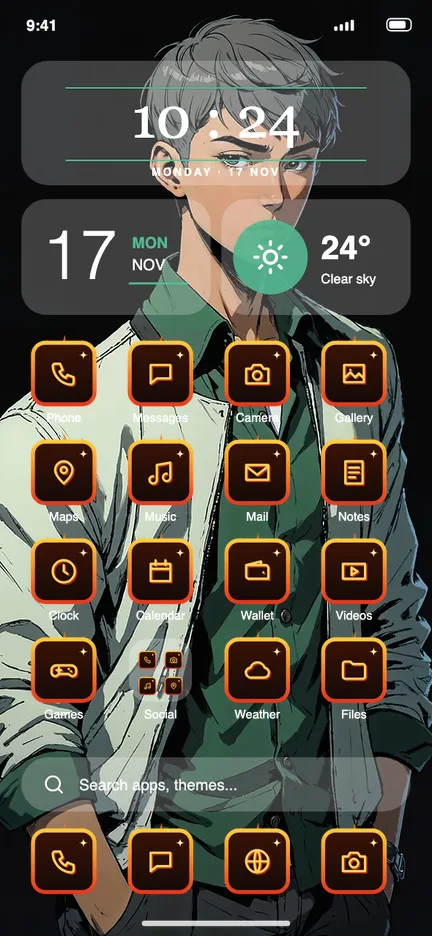 9:41
10 : 24
MONDAY · 17 NOV
17
MON
NOV
24°
Clear sky
Phone
Messages
Camera
Gallery
Maps
Music
Mail
Notes
Clock
Calendar
Wallet
Videos
Games
Social
Weather
Files
Search apps, themes...